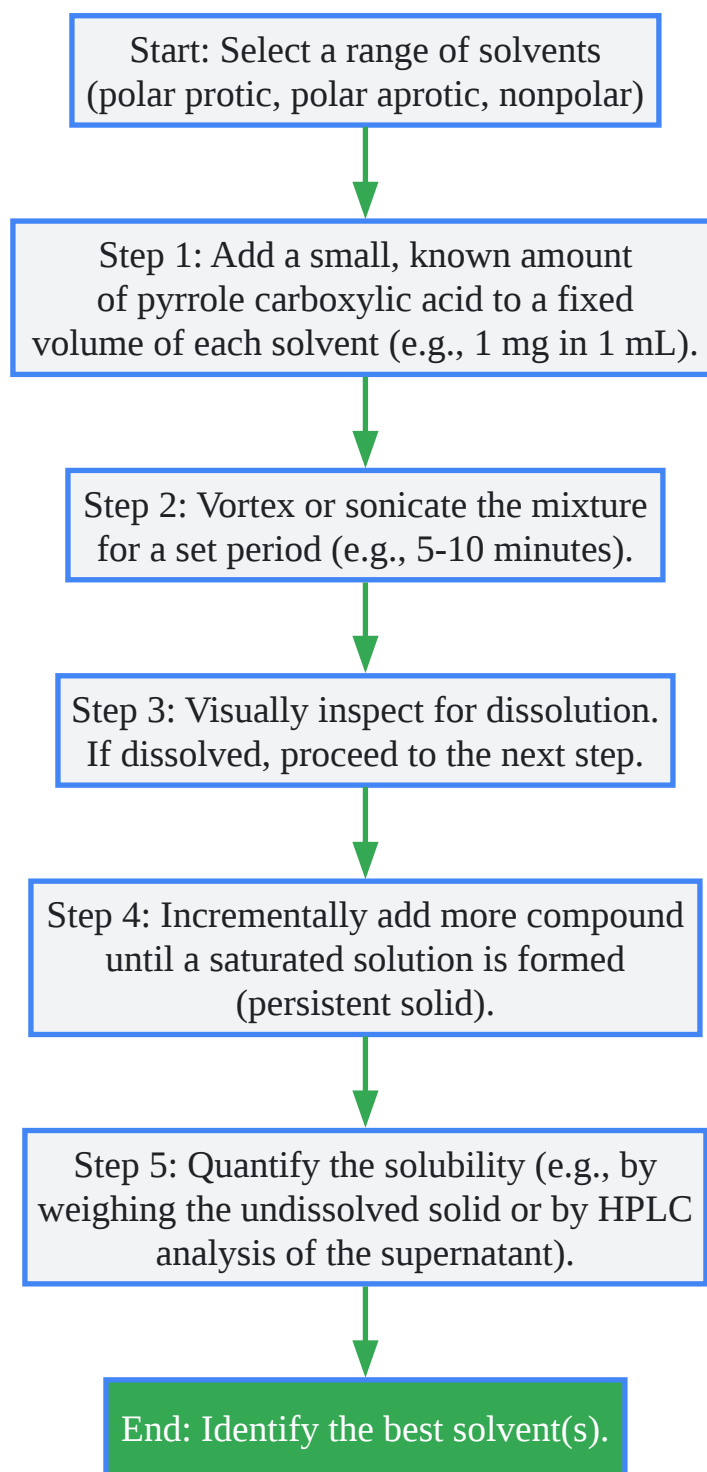 Start: Select a range of solvents
(polar protic, polar aprotic, nonpolar)
Step 1: Add a small, known amount
of pyrrole carboxylic acid to a fixed
volume of each solvent (e.g., 1 mg in 1 mL).
Step 2: Vortex or sonicate the mixture
for a set period (e.g., 5-10 minutes).
Step 3: Visually inspect for dissolution.
If dissolved, proceed to the next step.
Step 4: Incrementally add more compound
until a saturated solution is formed
(persistent solid).
Step 5: Quantify the solubility (e.g., by
weighing the undissolved solid or by HPLC
analysis of the supernatant).
End: Identify the best solvent(s).